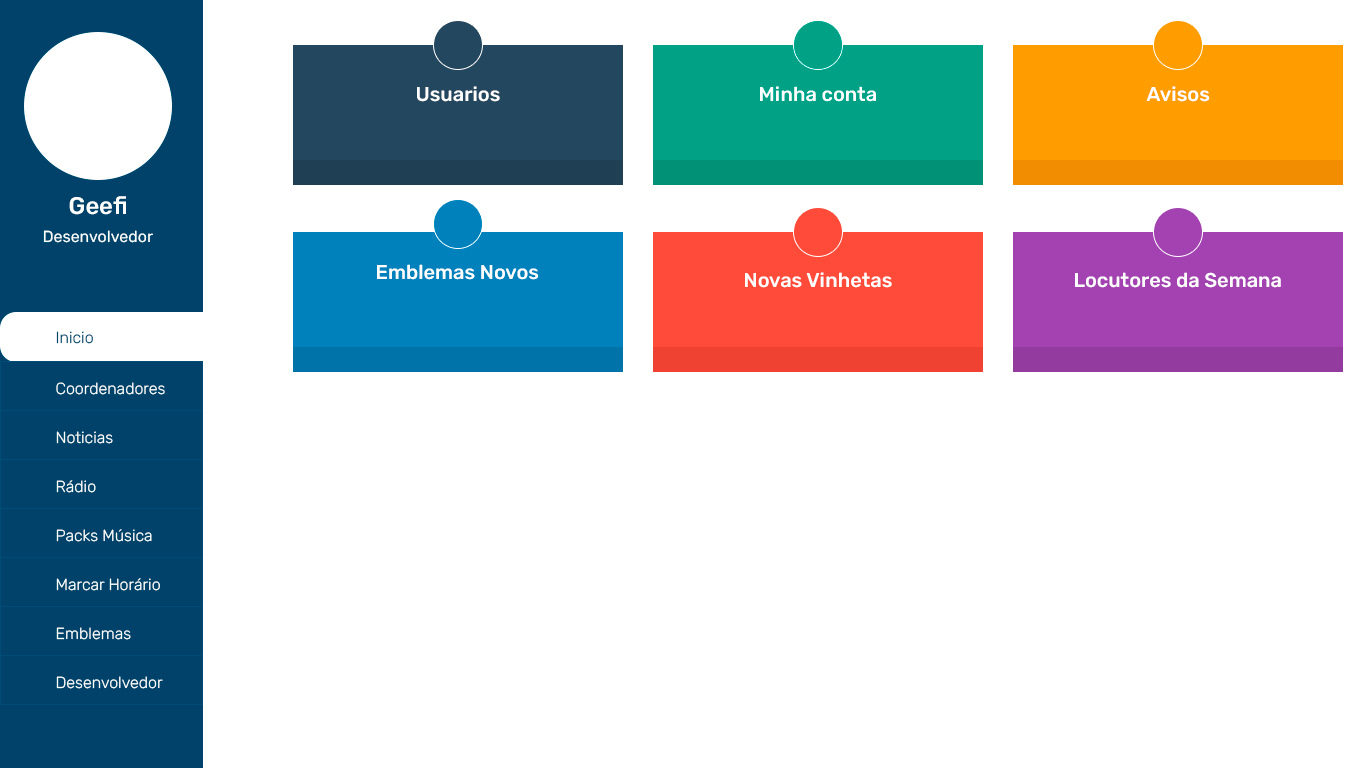 Geefi
Desenvolvedor
Inicio
Coordenadores
Noticias
Rádio
Packs Música
Marcar Horário
Emblemas
Desenvolvedor
Usuarios
Minha conta
Avisos
Emblemas Novos
Novas Vinhetas
Locutores da Semana